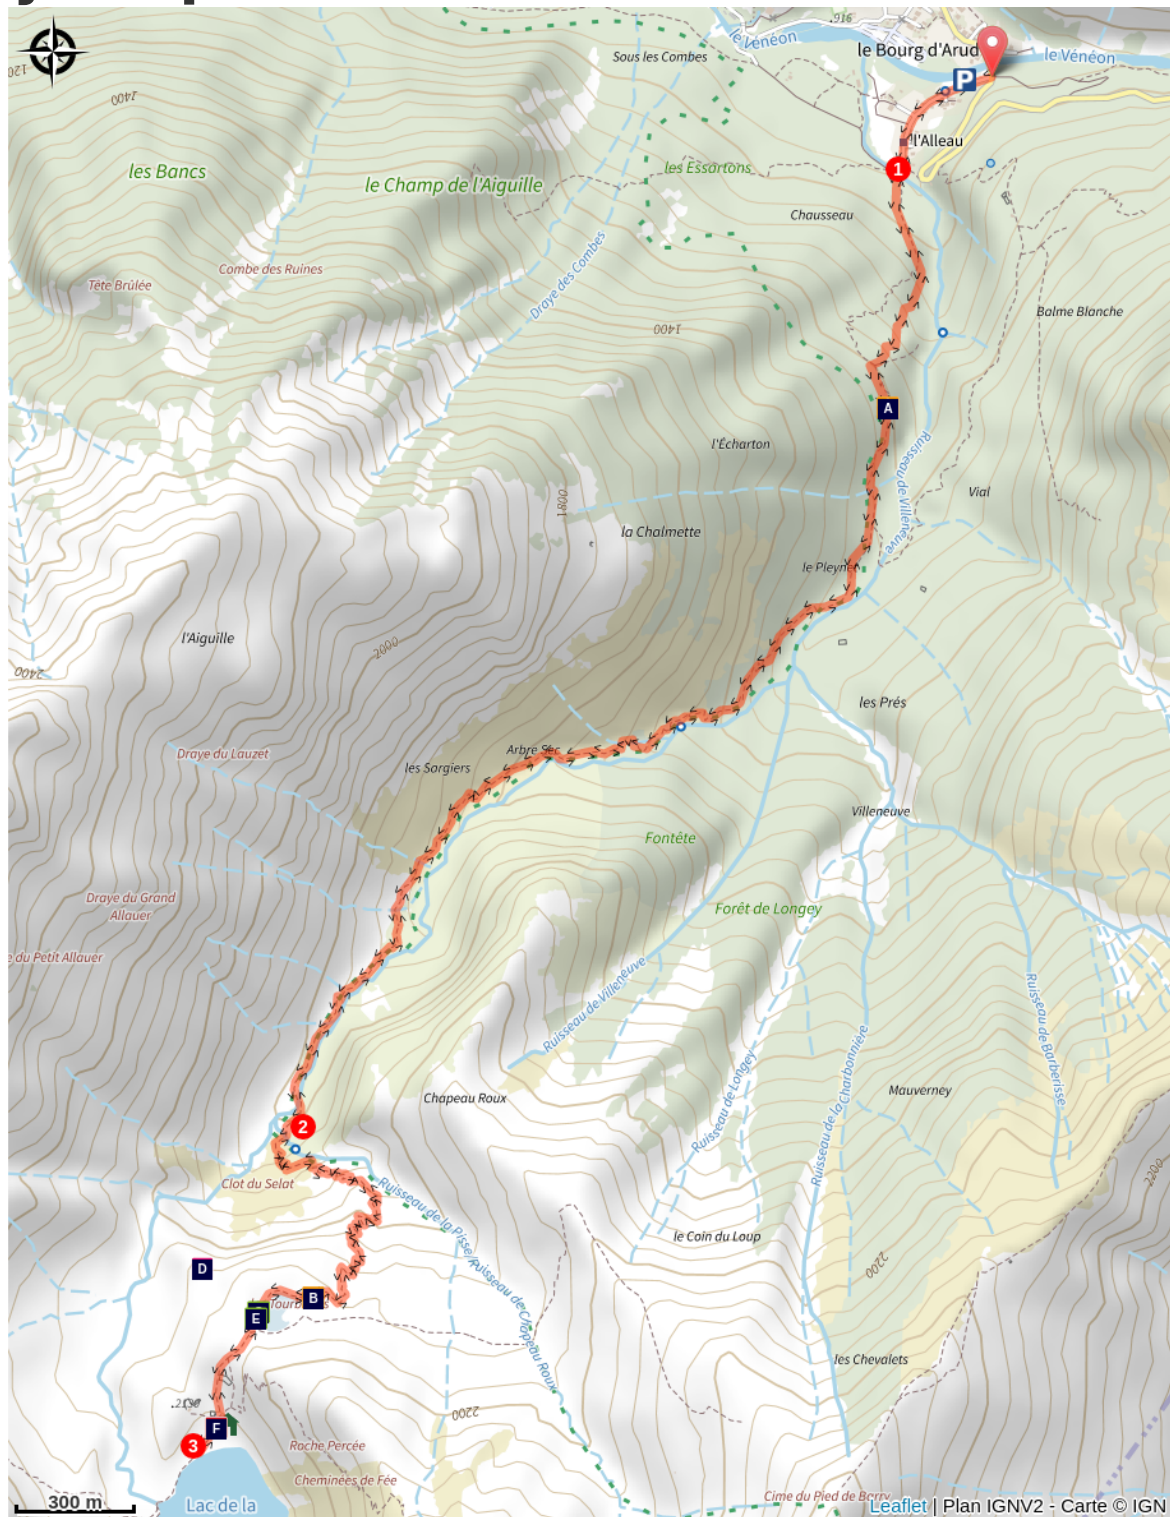 .916
le Bourg d'Arud
le Vénéon
le Vénéon
Sous les Combes
P
1400
les Bancs
le Champ de l'Aiguille
les Essartons
l'Alleau
1
Chausseau
Combe des Ruines
Draye des Combes
Tête Brûlée
Balme Blanche
1400
A
l'Écharton
Ruisseau de Villeneuve
1800
Vial
la Chalmette
le Pleynet
l'Aiguille
2000
2400
les Prés
Draye du Lauzet
Arbre Sec
les Sargiers
Villeneuve
Fontête
Draye du Grand
Allauer
Forêt de Longey
e du Petit Allauer
Ruisseau de Villeneuve
Ruisseau de Barberisse
Chapeau Roux
Ruisseau de Longey
Ruisseau de la Charbonnière
Mauverney
2
Clot du Selat
2200
Ruisseau de la Pisse
ruisseau de Chapeau Roux
le Coin du Loup
2200
D
B
E
les Chevalets
2200
F
3
Roche Percée
Cheminées de Fée
300 m
Lac de la
Cime du Pied de Barry
Leaflet | Plan IGNV2 - Carte © IGN